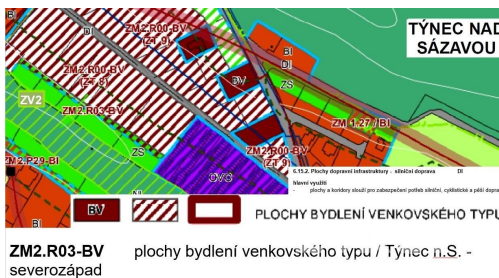 TÝNEC NAD
SÁZAVOU
BI
DI
ZM2.R00-BV
(ZT 9)
BV
BI
DI
ZS
ZM2.R00-BV
(ZT 8)
ZM2.R03-BV
ZV2
ZS
ZM 1.27 / BI
ZM2.R00-BV
(ZT 9)
ZM2.P29-BI
BI
6.15.2. Plochy dopravní infrastruktury - silniční doprava DI
hlavní využití
- plochy a koridory slouží pro zabezpečení potřeb silniční, cyklistické a pěší dopra
BV
PLOCHY BYDLENÍ VENKOVSKÉHO TYPU
ZM2.R03-BV plochy bydlení venkovského typu / Týnec n.S. -
severozápad